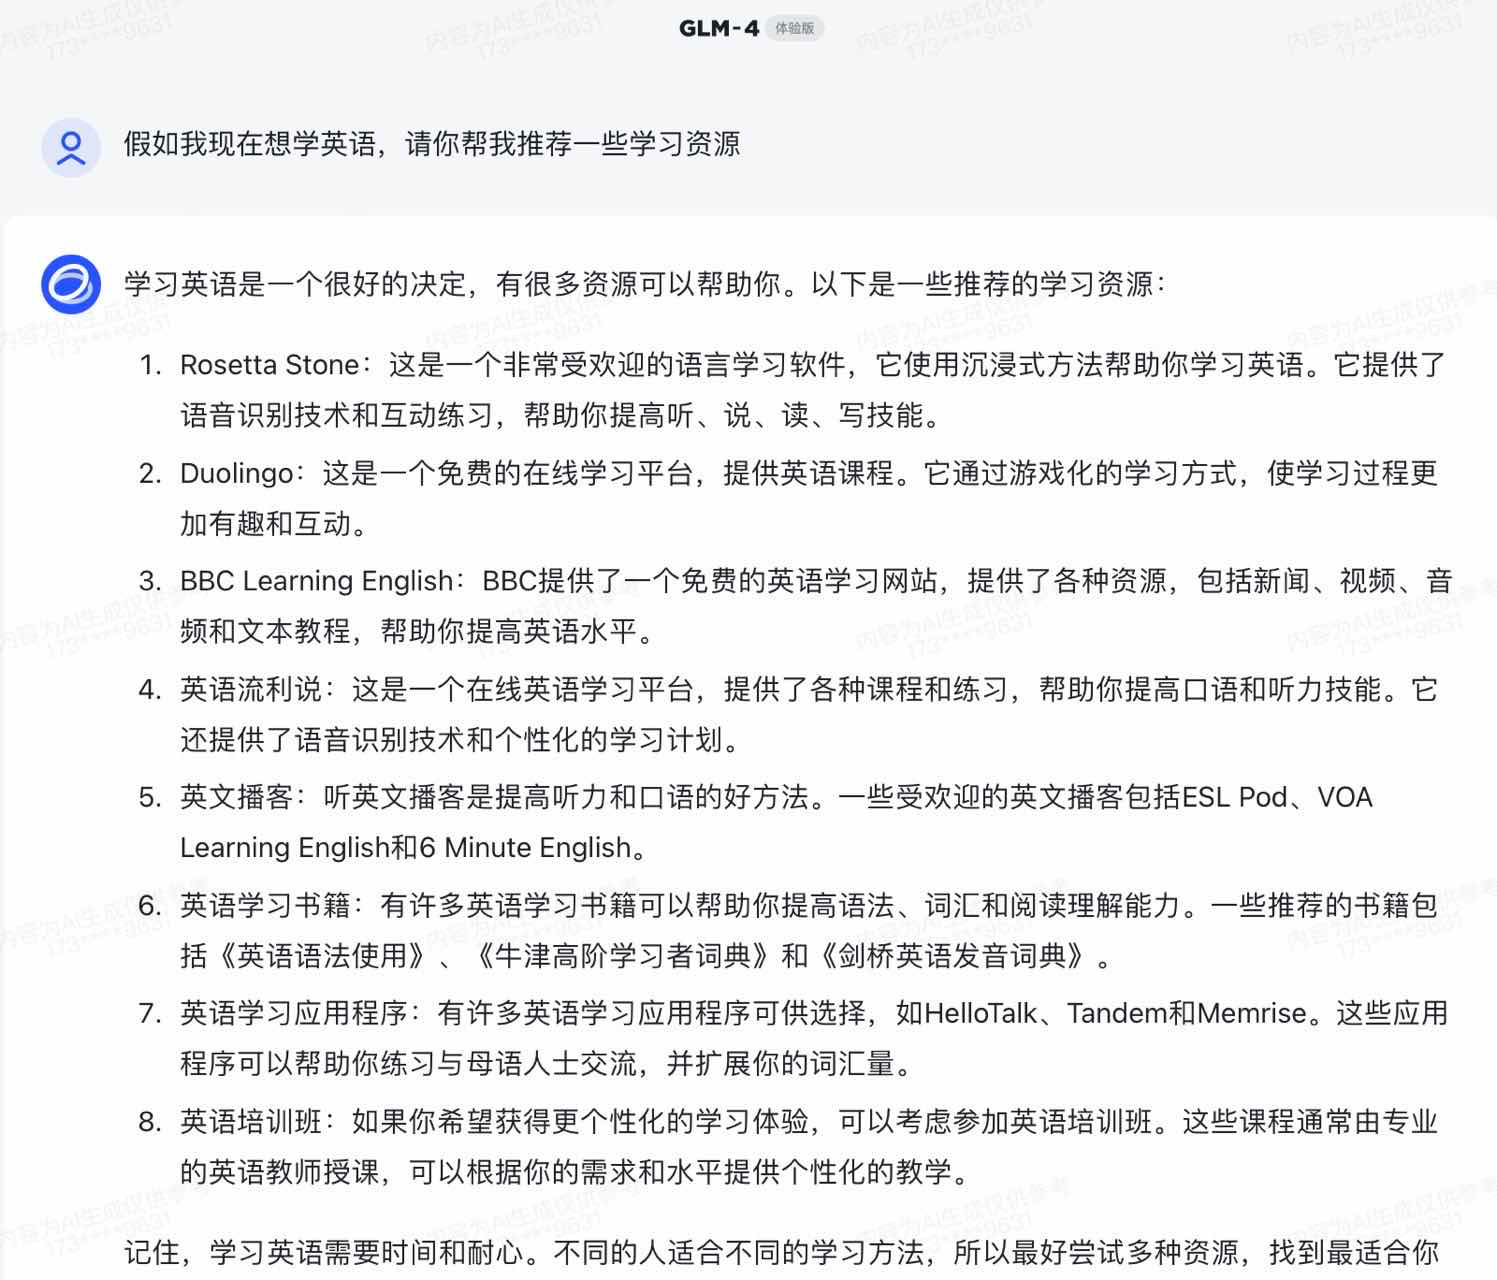 GLM-4 体验版
假如我现在想学英语，请你帮我推荐一些学习资源
学习英语是一个很好的决定，有很多资源可以帮助你。以下是一些推荐的学习资源：
1. Rosetta Stone：这是一个非常受欢迎的语言学习软件，它使用沉浸式方法帮助你学习英语。它提供了
语音识别技术和互动练习，帮助你提高听、说、读、写技能。
2. Duolingo：这是一个免费的在线学习平台，提供英语课程。它通过游戏化的学习方式，使学习过程更
加有趣和互动。
3. BBC Learning English：BBC提供了一个免费的英语学习网站，提供了各种资源，包括新闻、视频、音
频和文本教程，帮助你提高英语水平。
4. 英语流利说：这是一个在线英语学习平台，提供了各种课程和练习，帮助你提高口语和听力技能。它
还提供了语音识别技术和个性化的学习计划。
5. 英文播客：听英文播客是提高听力和口语的好方法。一些受欢迎的英文播客包括ESL Pod、VOA
Learning English和6 Minute English。
6. 英语学习书籍：有许多英语学习书籍可以帮助你提高语法、词汇和阅读理解能力。一些推荐的书籍包
括《英语语法使用》、《牛津高阶学习者词典》和《剑桥英语发音词典》。
7. 英语学习应用程序：有许多英语学习应用程序可供选择，如HelloTalk、Tandem和Memrise。这些应用
程序可以帮助你练习与母语人士交流，并扩展你的词汇量。
8. 英语培训班：如果你希望获得更个性化的学习体验，可以考虑参加英语培训班。这些课程通常由专业
的英语教师授课，可以根据你的需求和水平提供个性化的教学。
记住，学习英语需要时间和耐心。不同的人适合不同的学习方法，所以最好尝试多种资源，找到最适合你
内容为AI生成仅供参考
173****9631